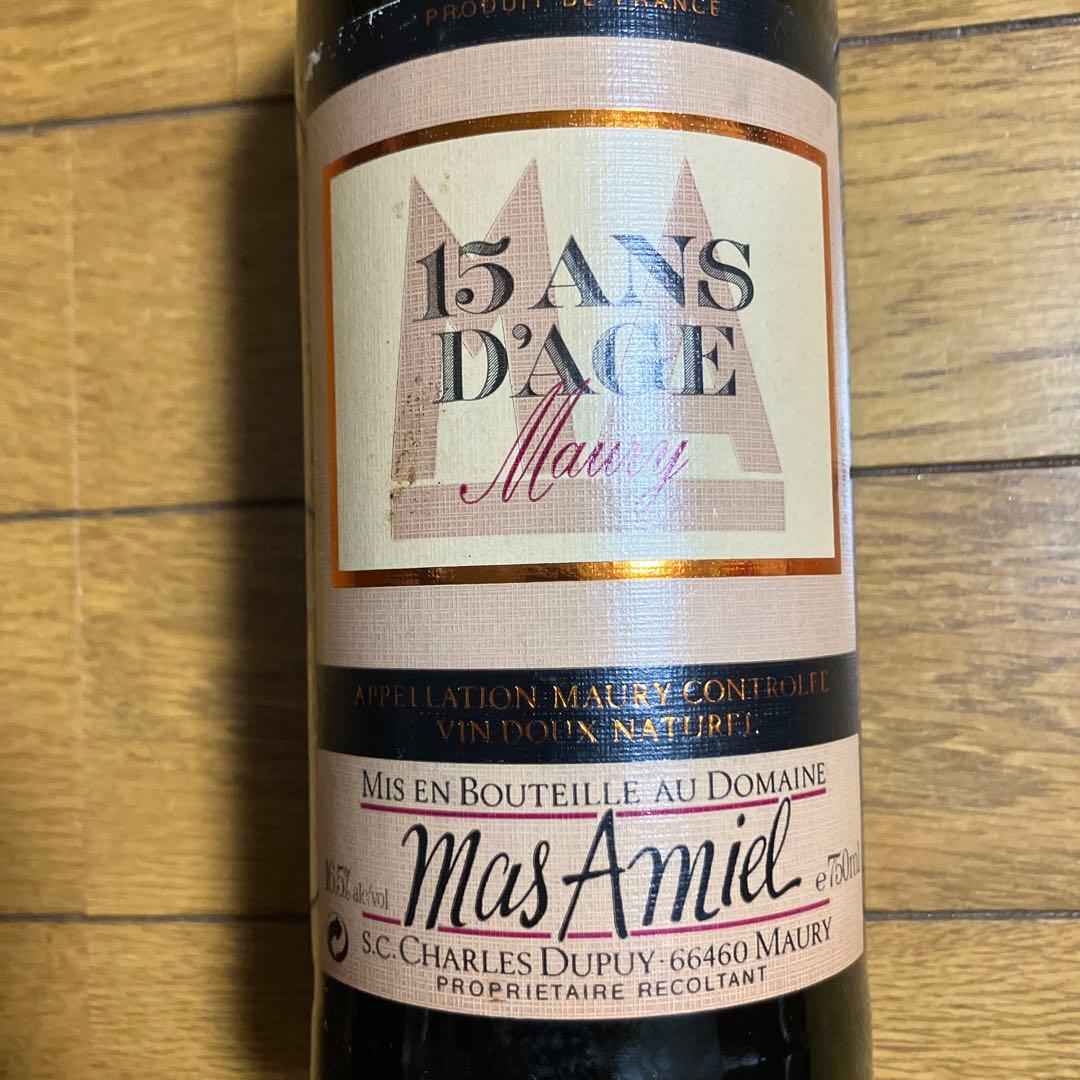 PRODUIT DE FRANCE
MA
15 ANS
D'AGE
Maury
APPELLATION MAURY CONTROLEE
VIN DOUX NATUREL
MIS EN BOUTEILLE AU DOMAINE
mas Amiel
16,5% alc/vol
e 750ml
S.C. CHARLES DUPUY · 66460 MAURY
PROPRIETAIRE RECOLTANT